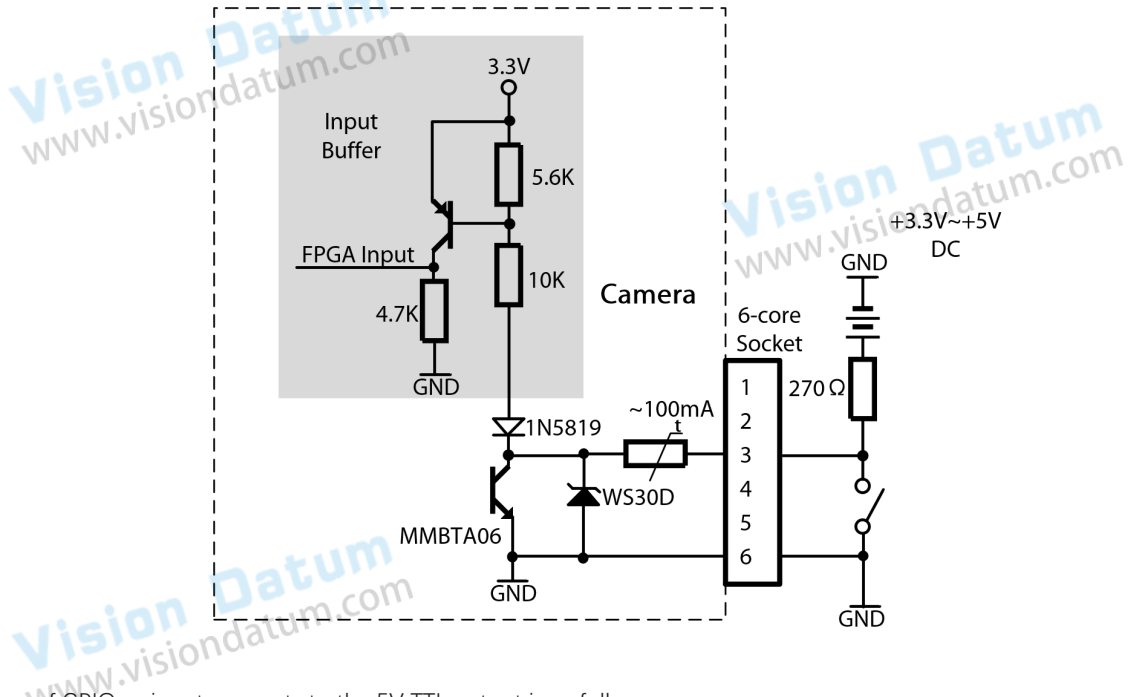 Vision Datum
www.visiondatum.com
3.3V
Input
Buffer
5.6K
FPGA Input
10K
4.7K
GND
Camera
Vision Datum
www.visiondatum.com
+3.3V~+5V
DC
GND
6-core
Socket
270 Ω
1
2
3
4
5
6
~100mA
t
1N5819
WS30D
MMBTA06
GND
GND
Vision Datum
www.visiondatum.com